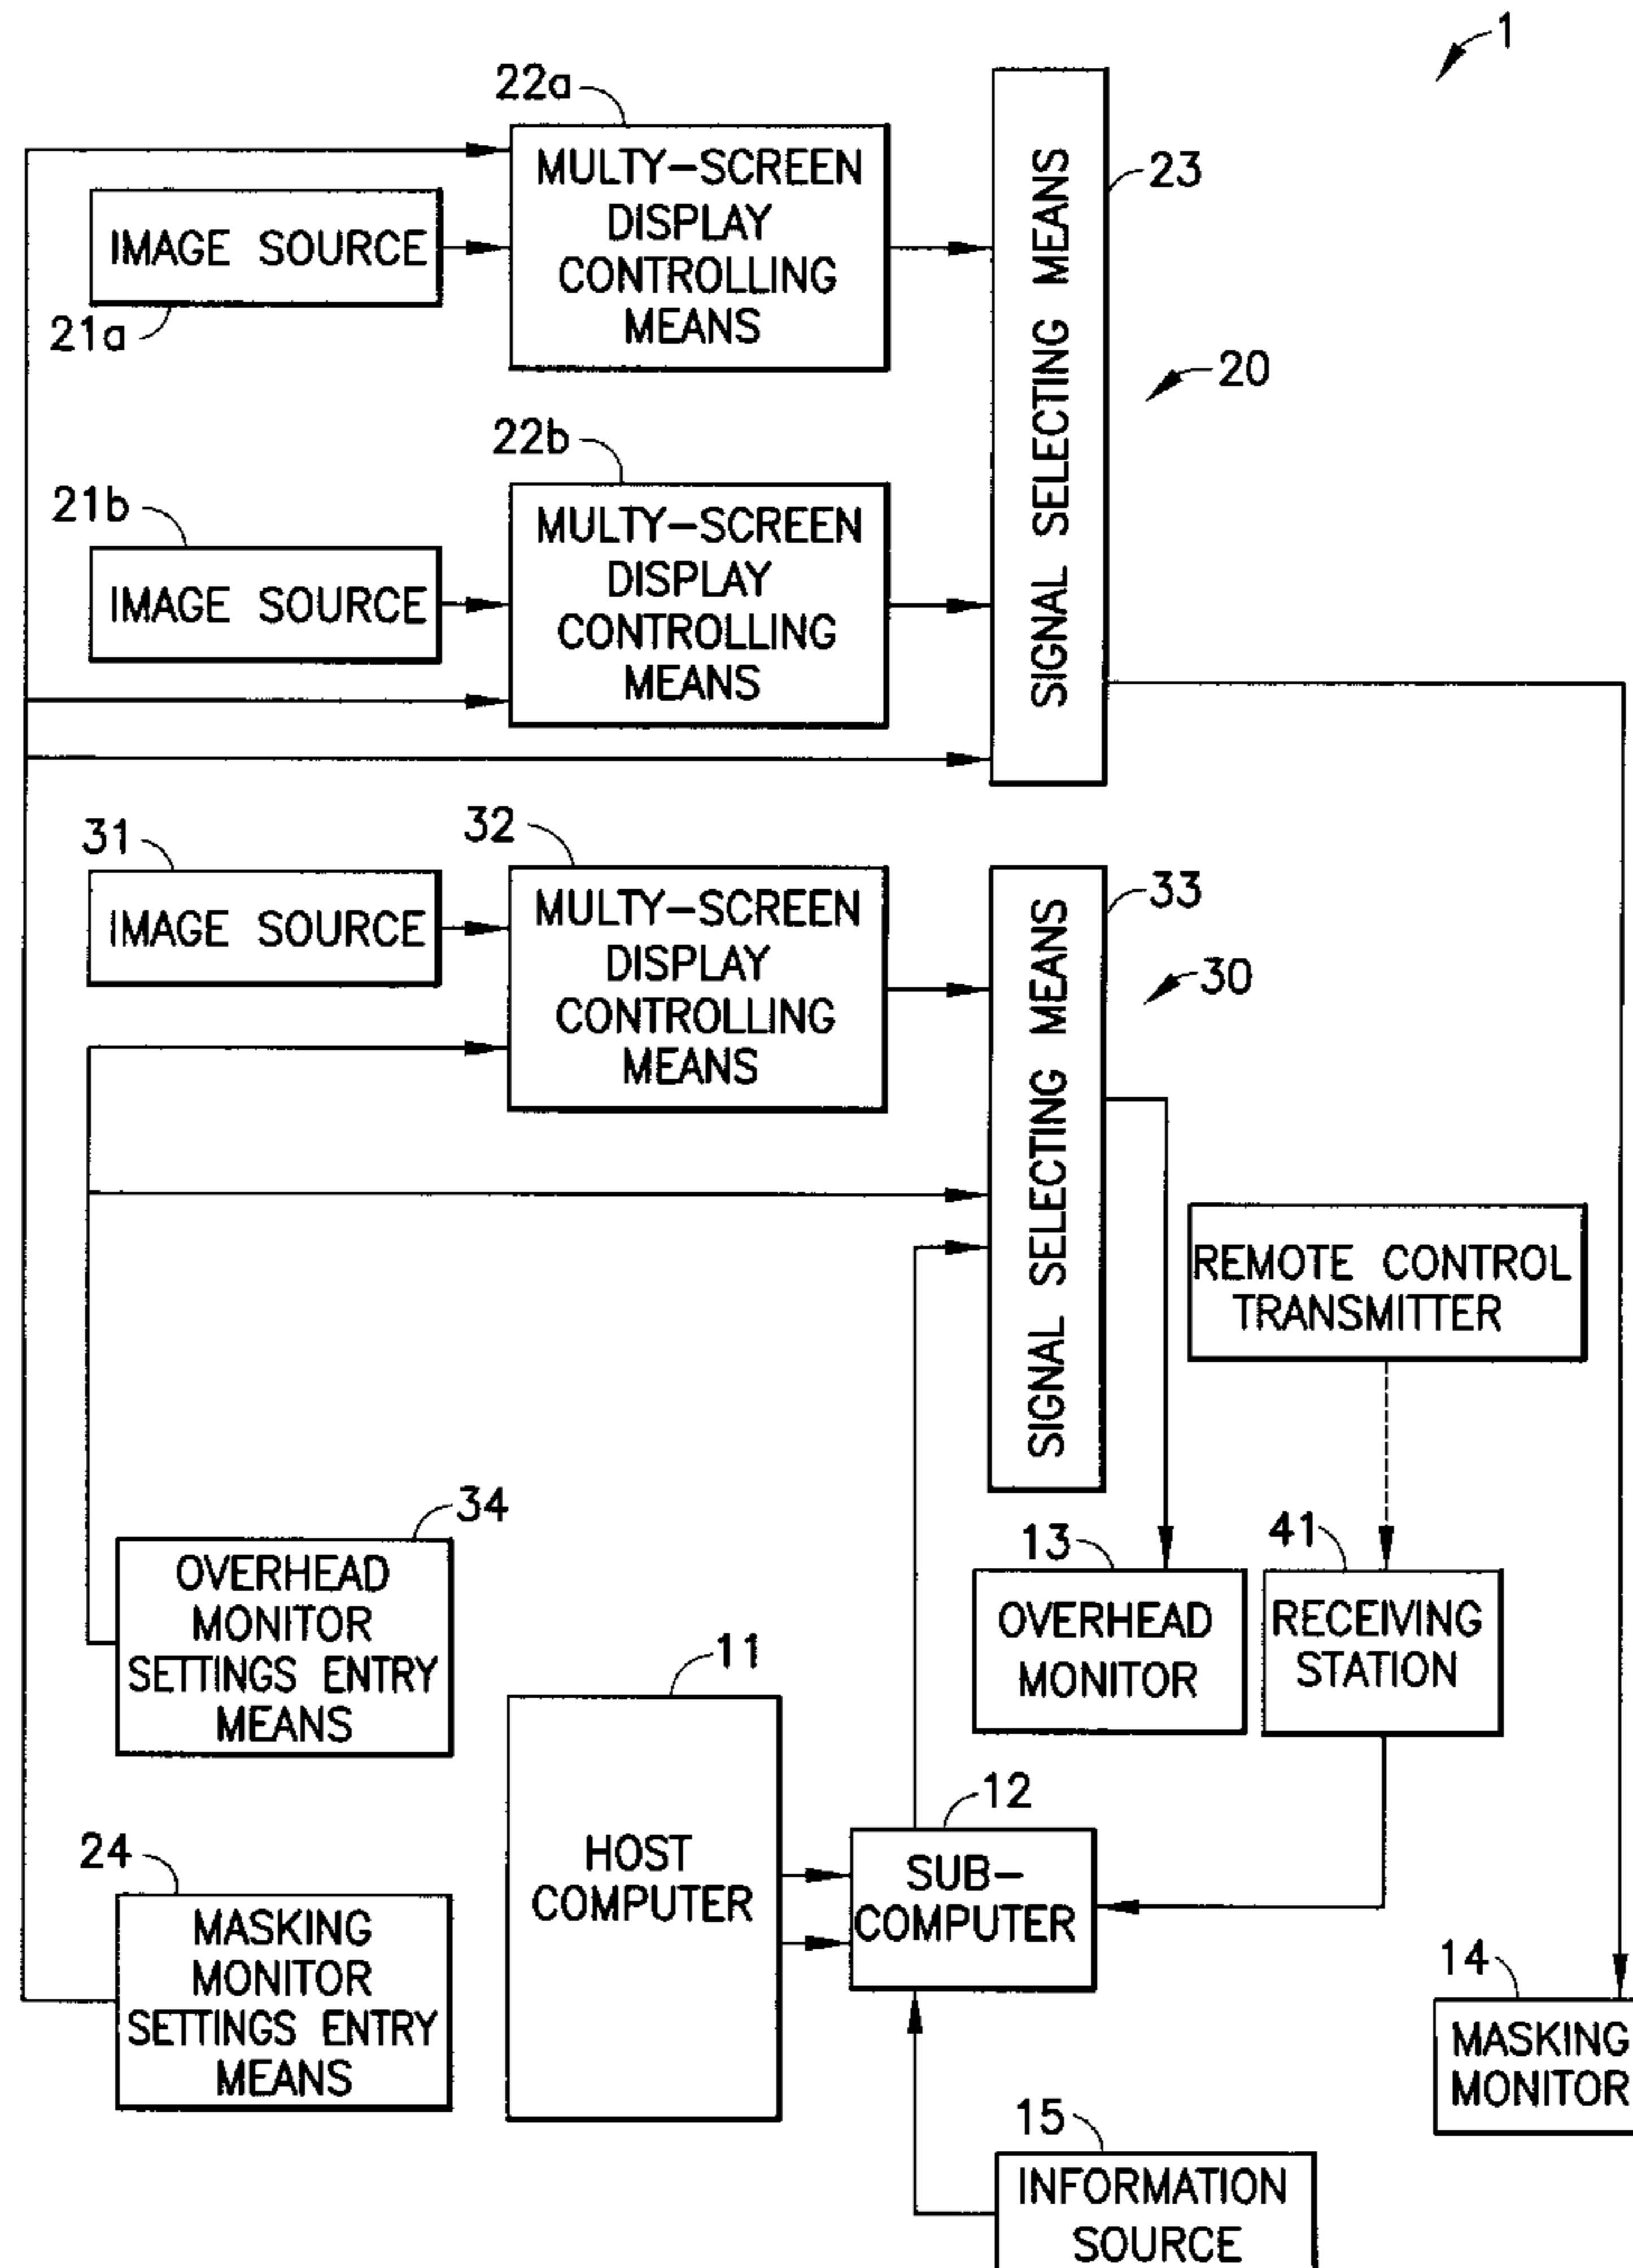 1
22a
MULTY-SCREEN
DISPLAY
CONTROLLING
MEANS
IMAGE SOURCE
21a
SIGNAL SELECTING MEANS
23
20
22b
21b
MULTY-SCREEN
DISPLAY
CONTROLLING
MEANS
IMAGE SOURCE
31
32
IMAGE SOURCE
MULTY-SCREEN
DISPLAY
CONTROLLING
MEANS
SIGNAL SELECTING MEANS
33
30
REMOTE CONTROL
TRANSMITTER
34
OVERHEAD
MONITOR
SETTINGS ENTRY
MEANS
13
OVERHEAD
MONITOR
41
RECEIVING
STATION
11
HOST
COMPUTER
12
SUB-
COMPUTER
24
MASKING
MONITOR
SETTINGS ENTRY
MEANS
14
MASKING
MONITOR
15
INFORMATION
SOURCE